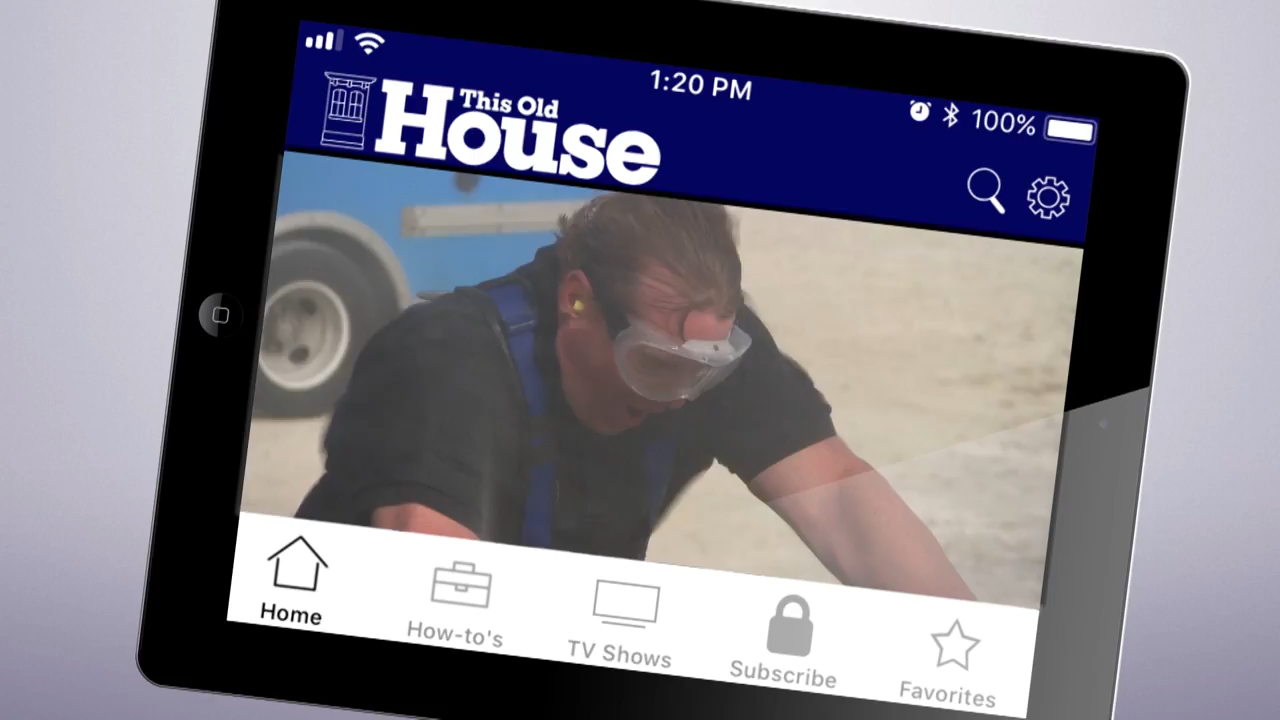 1:20 PM
100%
This Old
House
Home
How-to's
TV Shows
Subscribe
Favorites